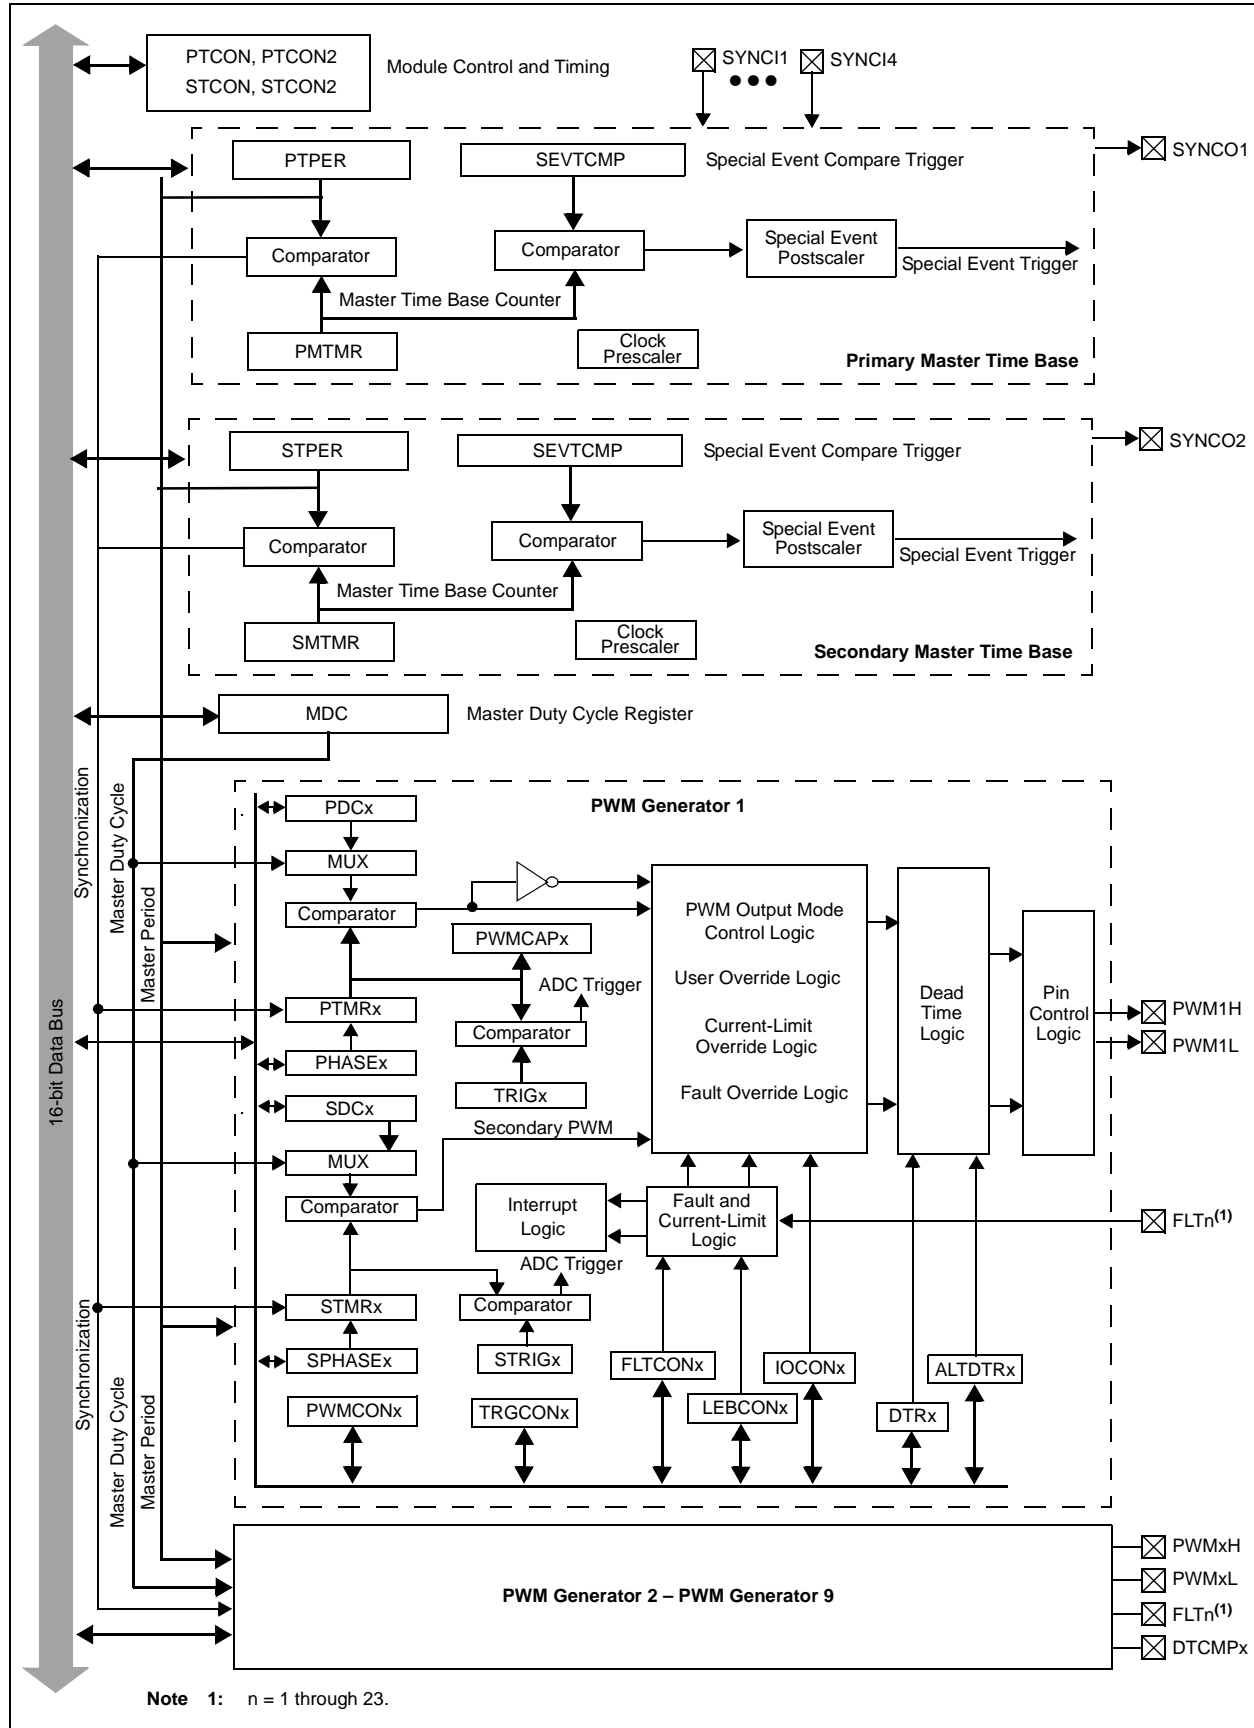 PTCON, PTCON2
STCON, STCON2
Module Control and Timing
SYNCI1
SYNCI4
SYNCO1
PTPER
SEVTCMP
Special Event Compare Trigger
Comparator
Comparator
Special Event
Postscaler
Special Event Trigger
Master Time Base Counter
PMTMR
Clock
Prescaler
Primary Master Time Base
SYNCO2
STPER
SEVTCMP
Special Event Compare Trigger
Comparator
Comparator
Special Event
Postscaler
Special Event Trigger
Master Time Base Counter
SMTMR
Clock
Prescaler
Secondary Master Time Base
MDC
Master Duty Cycle Register
Synchronization
Master Duty Cycle
Master Period
16-bit Data Bus
PWM Generator 1
PDCx
MUX
Comparator
PWMCAPx
ADC Trigger
PTMRx
Comparator
PHASEx
TRIGx
SDCx
Secondary PWM
MUX
Comparator
PWM Output Mode
Control Logic
User Override Logic
Current-Limit
Override Logic
Fault Override Logic
Dead
Time
Logic
Pin
Control
Logic
PWM1H
PWM1L
Interrupt
Logic
Fault and
Current-Limit
Logic
FLTn(1)
ADC Trigger
STMRx
Comparator
SPHASEx
STRIGx
FLTCONx
IOCONx
ALTDTRx
PWMCONx
TRGCONx
LEBCONx
DTRx
Synchronization
Master Duty Cycle
Master Period
PWM Generator 2 – PWM Generator 9
PWMxH
PWMxL
FLTn(1)
DTCMPx
Note 1: n = 1 through 23.